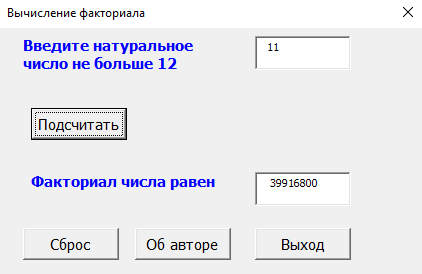 Вычисление факториала
Введите натуральное
число не больше 12
11
Подсчитать
Факториал числа равен
39916800
Сброс
Об авторе
Выход